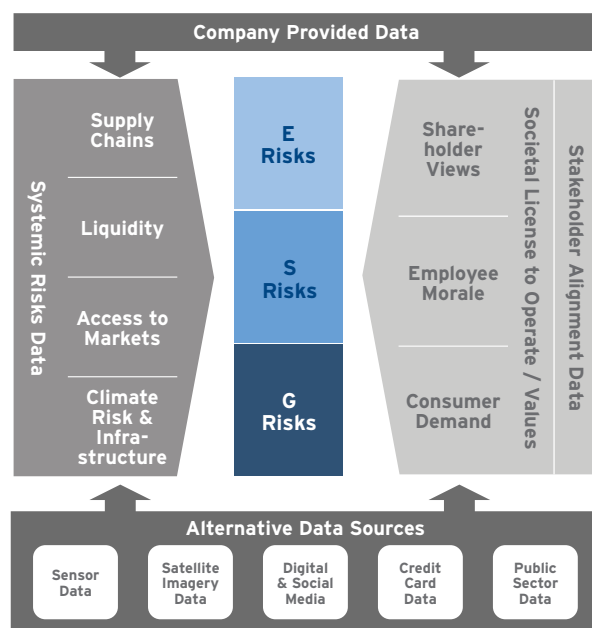 Company Provided Data
Systemic Risks Data
Supply
Chains
Liquidity
Access to
Markets
Climate
Risk &
Infra-
structure
E
Risks
S
Risks
G
Risks
Share-
holder
Views
Employee
Morale
Consumer
Demand
Societal License to Operate / Values
Stakeholder Alignment Data
Alternative Data Sources
Sensor
Data
Satellite
Imagery
Data
Digital
& Social
Media
Credit
Card
Data
Public
Sector
Data